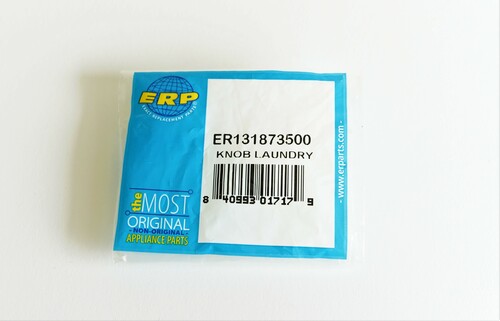 ERP
EXACT REPLACEMENT PARTS
ER131873500
KNOB LAUNDRY
8 40993 01717 9
the MOST
ORIGINAL
- NON-ORIGINAL -
APPLIANCE PARTS
- www.erparts.com -